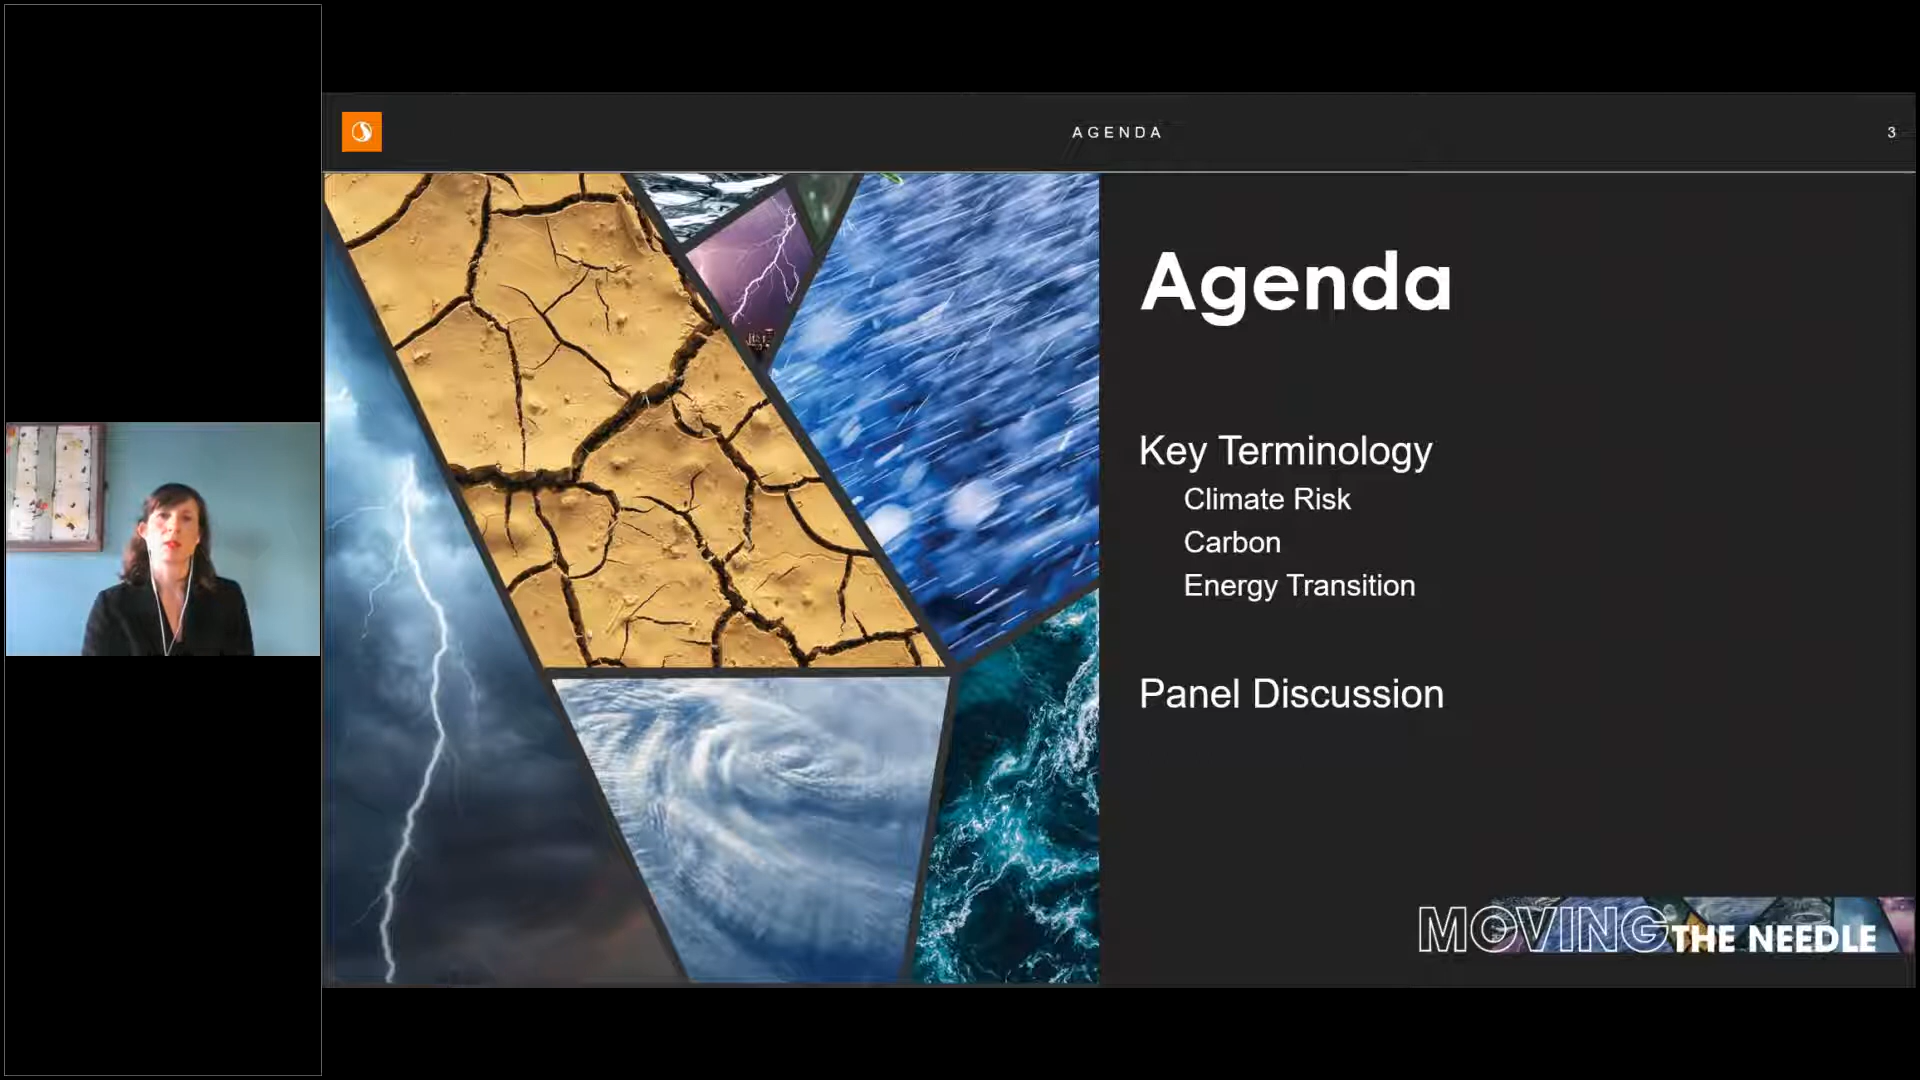 AGENDA
3
Agenda
Key Terminology
Climate Risk
Carbon
Energy Transition
Panel Discussion
MOVING THE NEEDLE